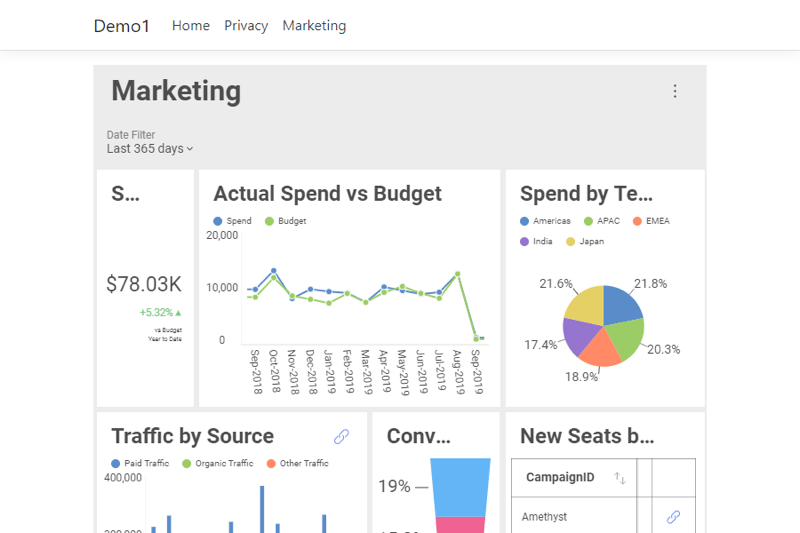 Demo1 Home Privacy Marketing
Marketing
Date Filter
Last 365 days
S...
$78.03K
+5.32%
vs Budget
Year to Date
Actual Spend vs Budget
Spend Budget
20,000
10,000
0
Sep-2018 Oct-2018 Nov-2018 Dec-2018 Jan-2019 Feb-2019 Mar-2019 Apr-2019 May-2019 Jun-2019 Jul-2019 Aug-2019 Sep-2019
Spend by Te...
Americas APAC EMEA
India Japan
21.6% 21.8%
17.4% 20.3%
18.9%
Traffic by Source
Paid Traffic Organic Traffic Other Traffic
400,000
Conv...
19%
New Seats b...
CampaignID
Amethyst